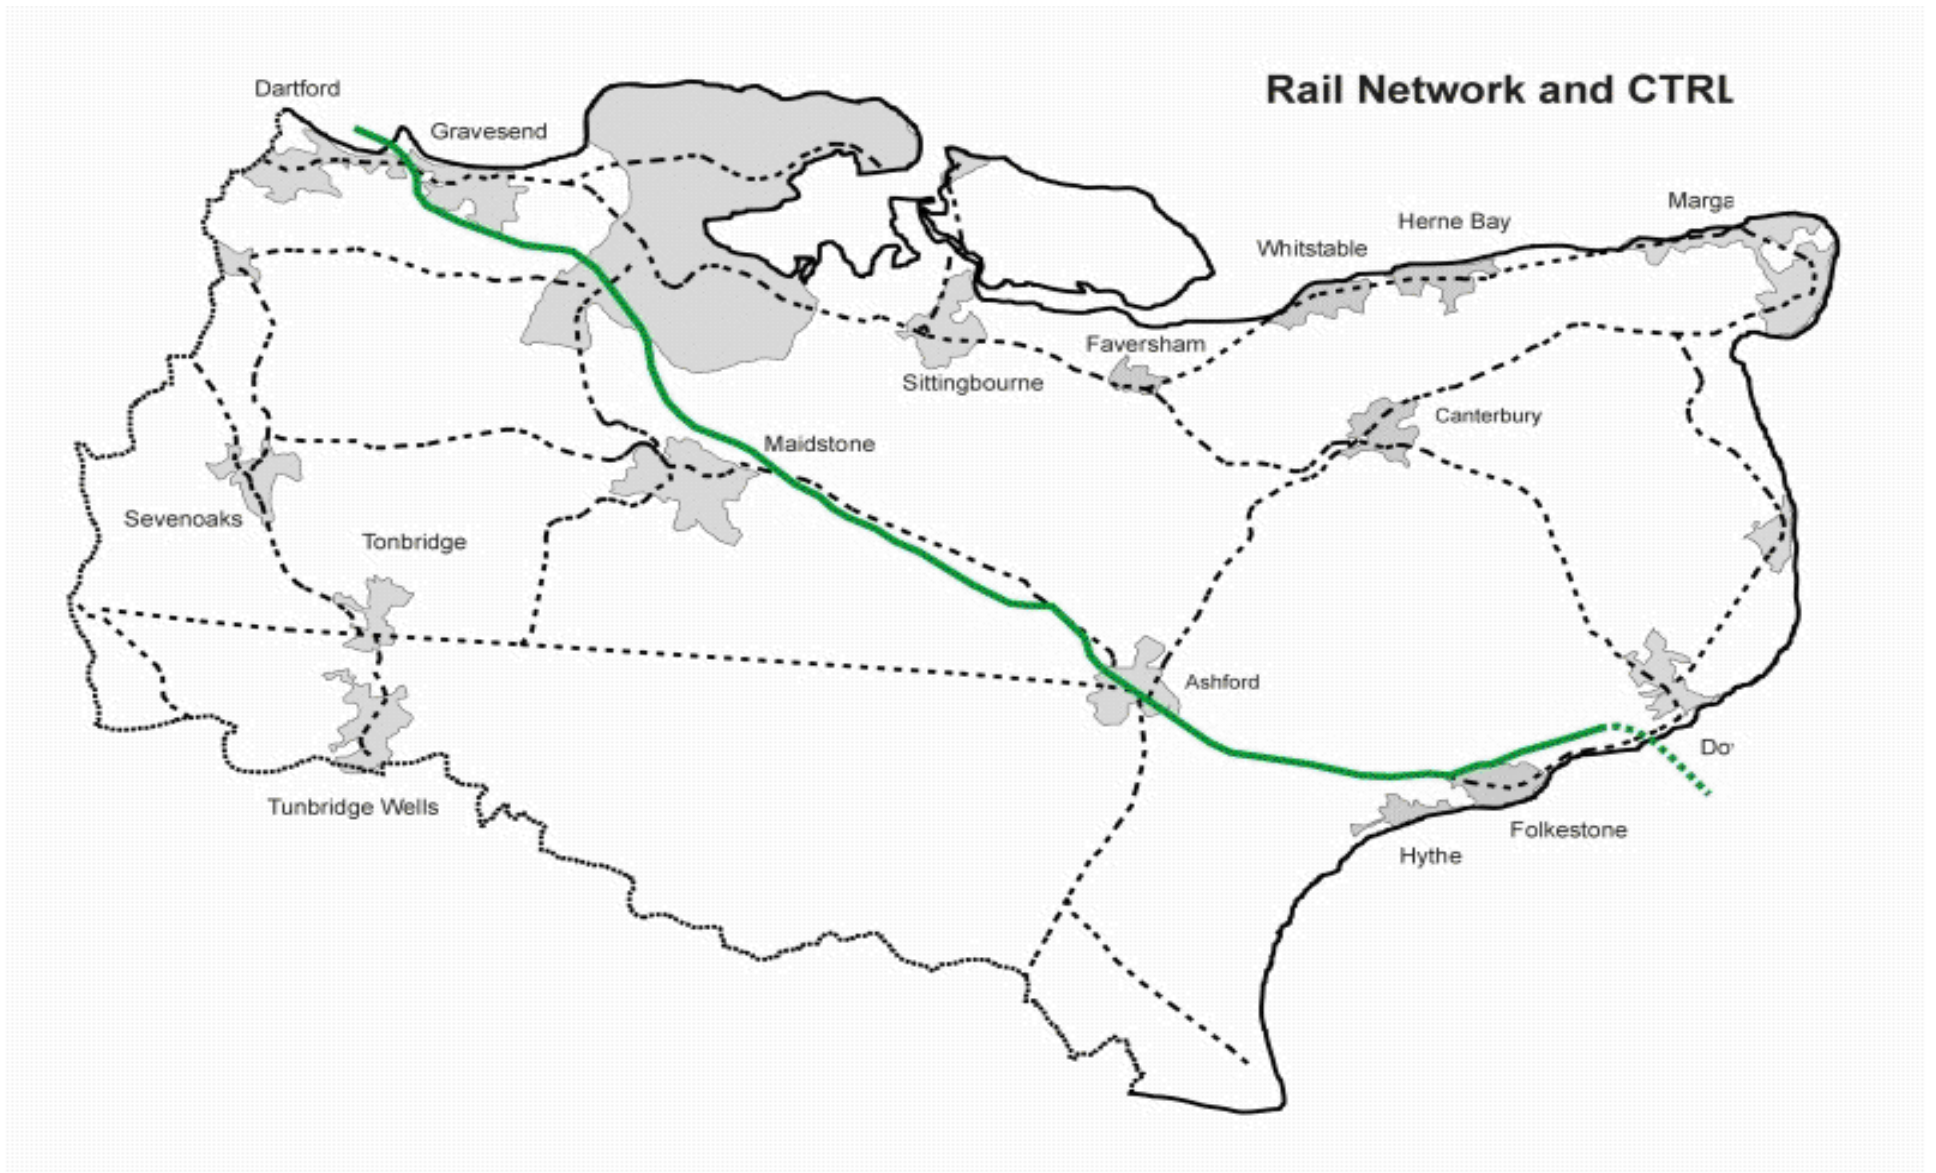 Dartford
Rail Network and CTRL
Gravesend
Marga
Herne Bay
Whitstable
Faversham
Sittingbourne
Canterbury
Maidstone
Sevenoaks
Tonbridge
Ashford
Do
Tunbridge Wells
Folkestone
Hythe